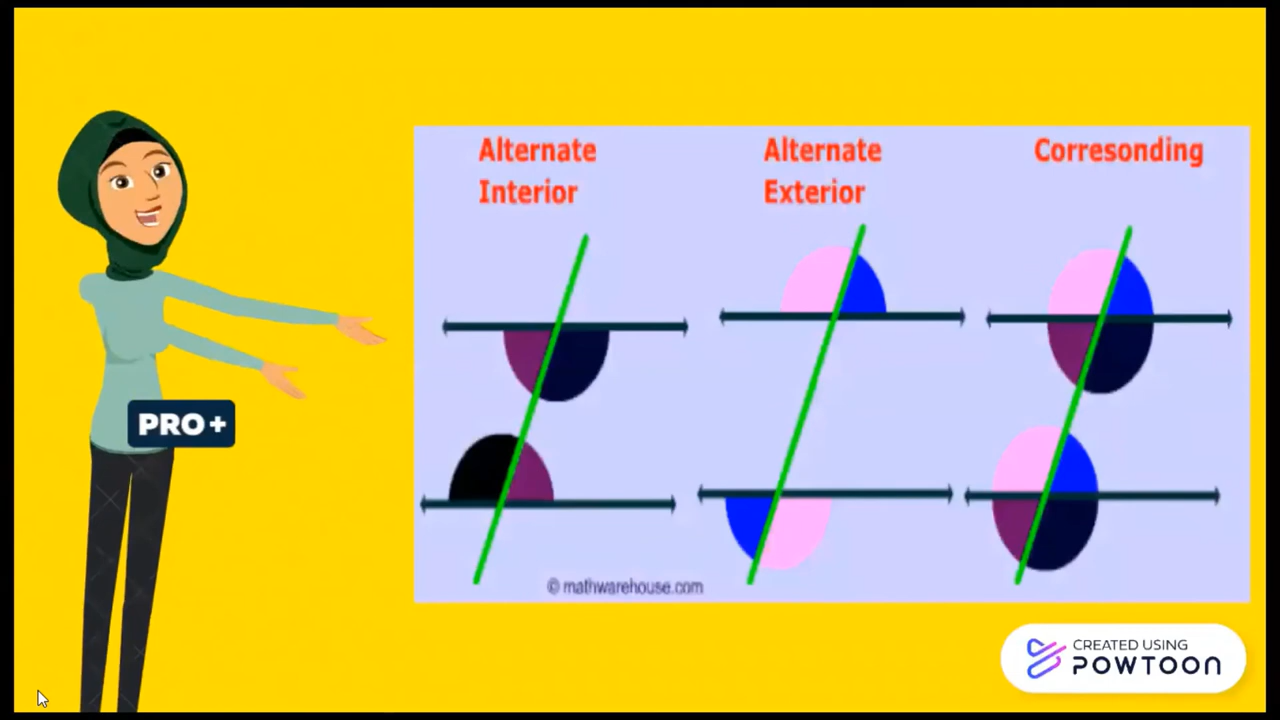 Alternate
Interior
Alternate
Exterior
Corresonding
PRO+
© mathwarehouse.com
CREATED USING
POWTOON